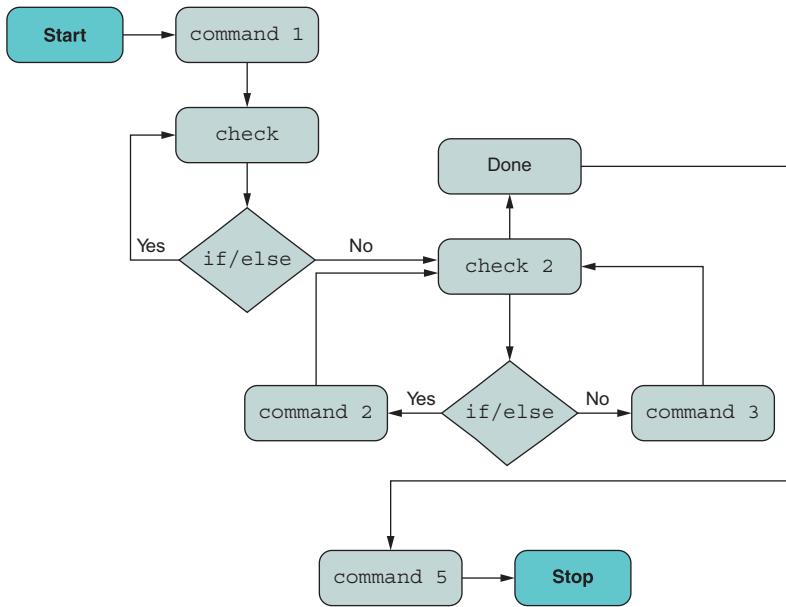 Start
command 1
check
Done
Yes
if/else
No
check 2
command 2
Yes
if/else
No
command 3
command 5
Stop